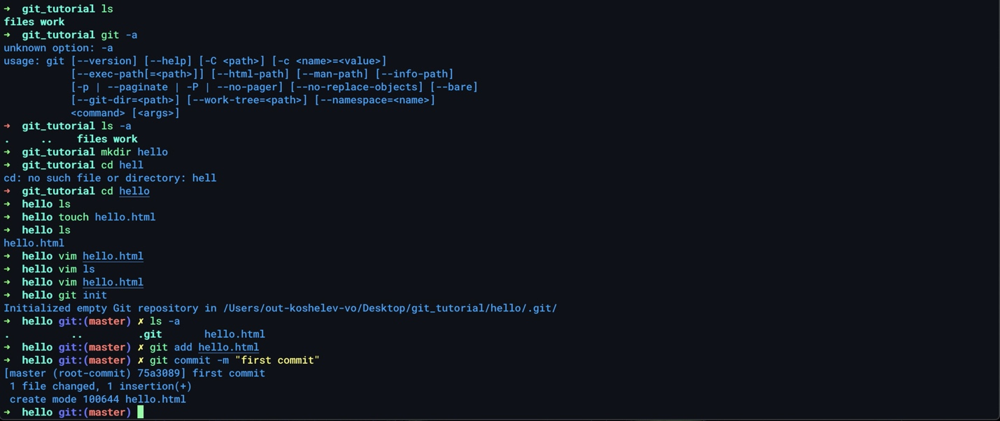 ➜  git_tutorial ls
files work
➜  git_tutorial git -a
unknown option: -a
usage: git [--version] [--help] [-C <path>] [-c <name>=<value>]
           [--exec-path[=<path>]] [--html-path] [--man-path] [--info-path]
           [-p | --paginate | -P | --no-pager] [--no-replace-objects] [--bare]
           [--git-dir=<path>] [--work-tree=<path>] [--namespace=<name>]
           <command> [<args>]
➜  git_tutorial ls -a
.     ..    files work
➜  git_tutorial mkdir hello
➜  git_tutorial cd hell
cd: no such file or directory: hell
➜  git_tutorial cd hello
➜  hello ls
➜  hello touch hello.html
➜  hello ls
hello.html
➜  hello vim hello.html
➜  hello vim ls
➜  hello vim hello.html
➜  hello git init
Initialized empty Git repository in /Users/out-koshelev-vo/Desktop/git_tutorial/hello/.git/
➜  hello git:(master) ✗ ls -a
.          ..         .git       hello.html
➜  hello git:(master) ✗ git add hello.html
➜  hello git:(master) ✗ git commit -m "first commit"
[master (root-commit) 75a3089] first commit
 1 file changed, 1 insertion(+)
 create mode 100644 hello.html
➜  hello git:(master)